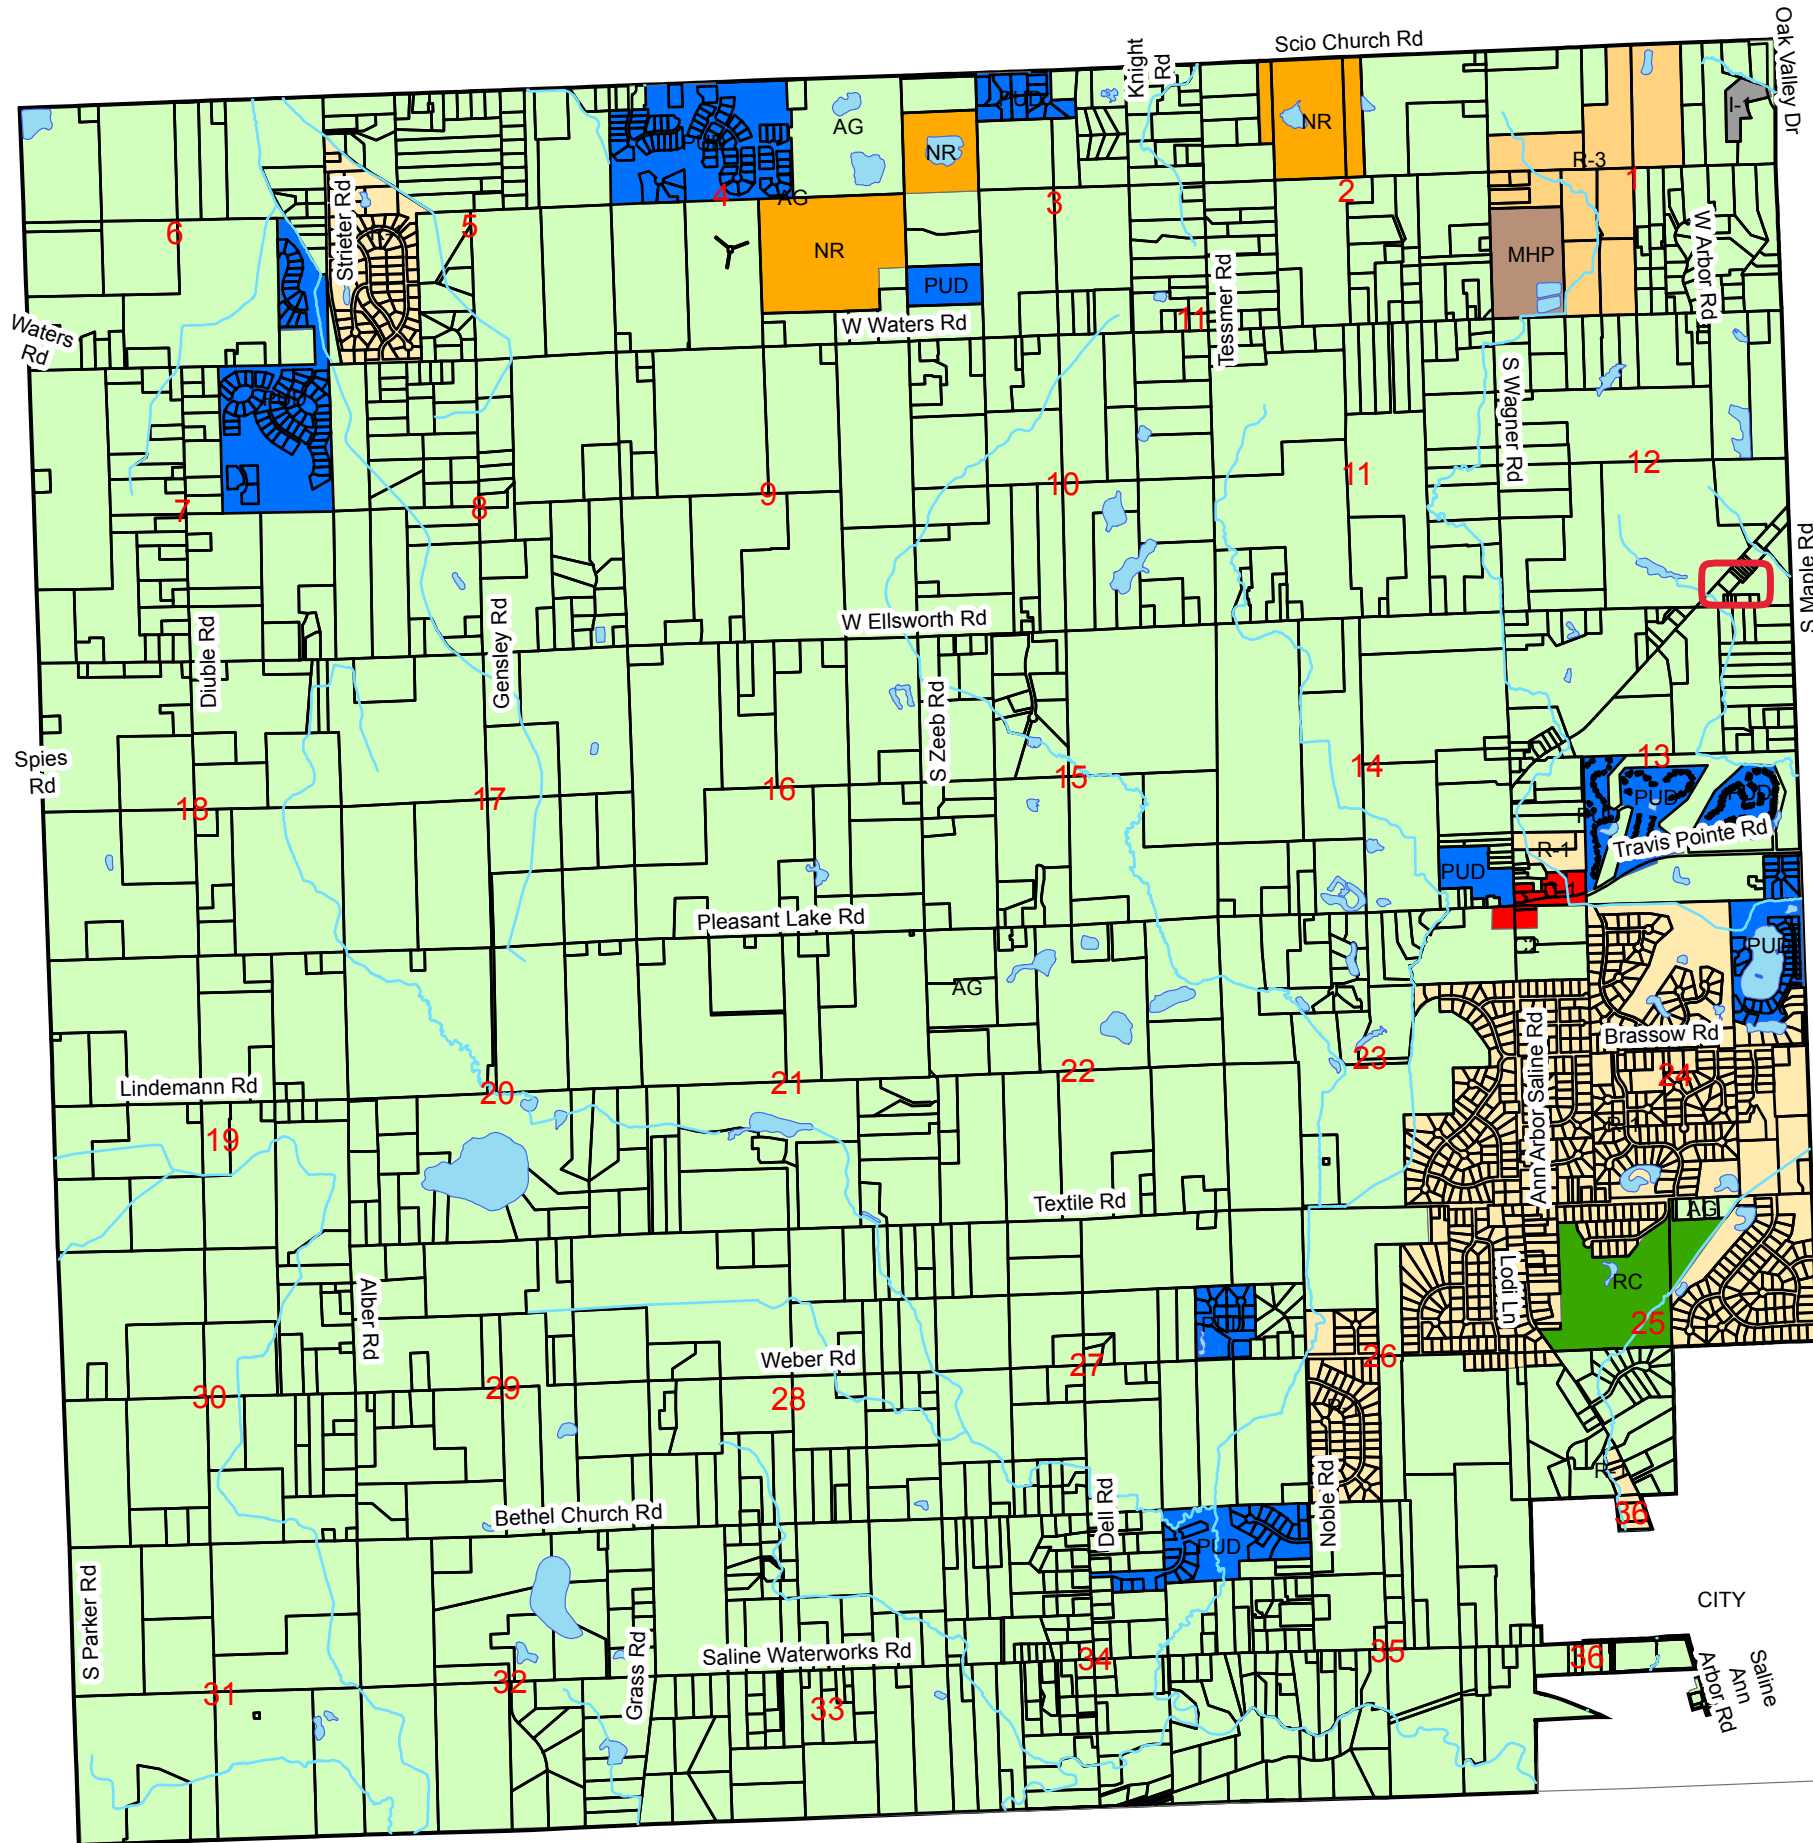 Oak Valley Dr
Scio Church Rd
Knight
Rd
PUD
AG
NR
NR
I-
R-3
1
2
3
4
AG
5
6
Strieter Rd
NR
PUD
MHP
W Arbor Rd
Waters
Rd
W Waters Rd
11
Tessmer Rd
S Wagner Rd
7
8
9
10
11
12
S Maple Rd
Diuble Rd
Gensley Rd
W Ellsworth Rd
S Zeeb Rd
Spies
Rd
18
17
16
15
14
13
PUD
PUD
Travis Pointe Rd
R-1
PUD
Pleasant Lake Rd
PUD
AG
Ann Arbor Saline Rd
Brassow Rd
Lindemann Rd
19
20
21
22
23
24
Textile Rd
AG
Alber Rd
Lodi Ln
RC
25
Weber Rd
30
29
28
27
26
Bethel Church Rd
Dell Rd
Noble Rd
PUD
36
CITY
S Parker Rd
Grass Rd
Saline Waterworks Rd
31
32
33
34
35
36
Saline
Ann
Arbor Rd